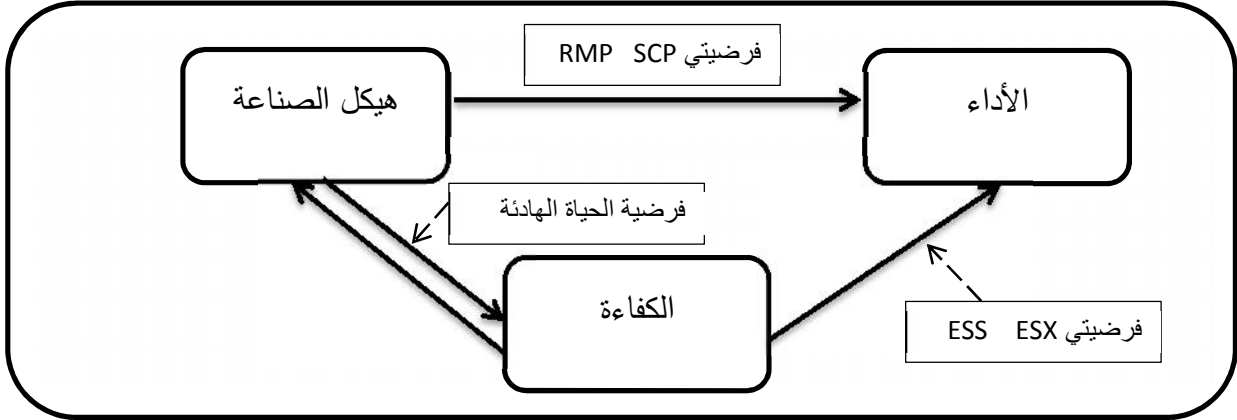 فرضيتي RMP   SCP
هيكل الصناعة
الأداء
فرضية الحياة الهادئة
الكفاءة
فرضيتي ESS   ESX